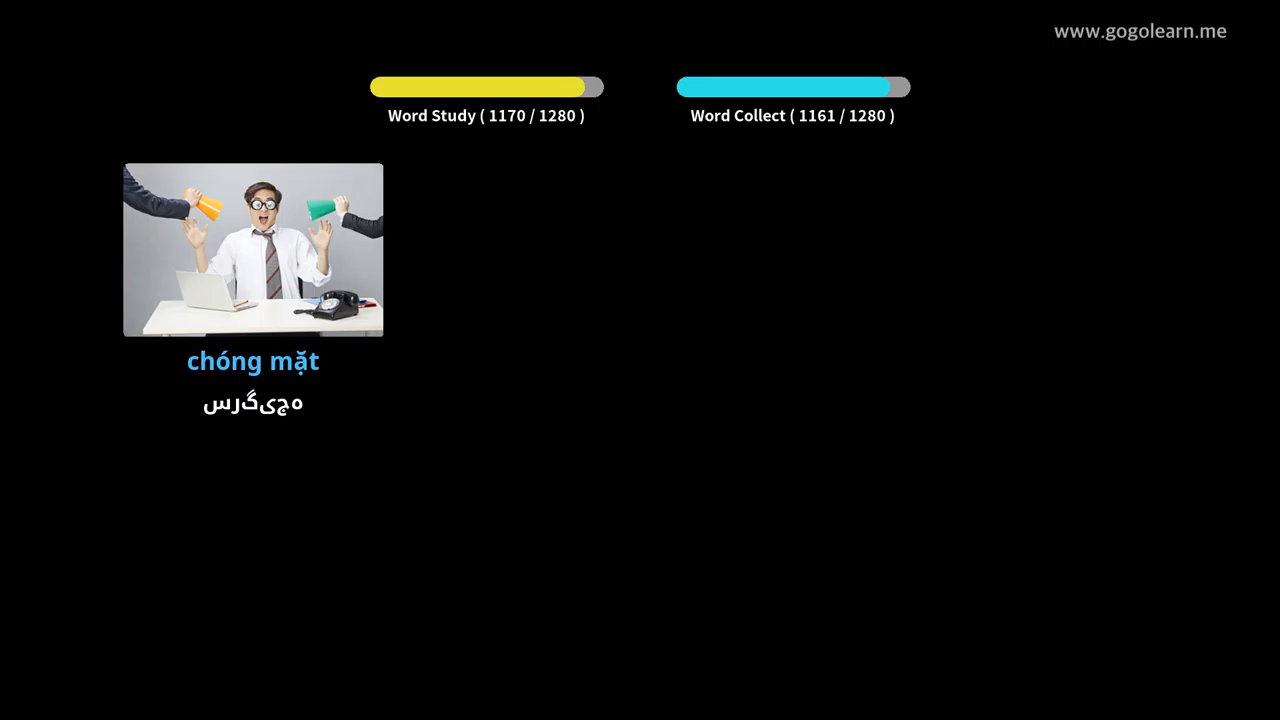 www.gogolearn.me
Word Study ( 1170 / 1280 )
Word Collect ( 1161 / 1280 )
chóng mặt
سرگیجه